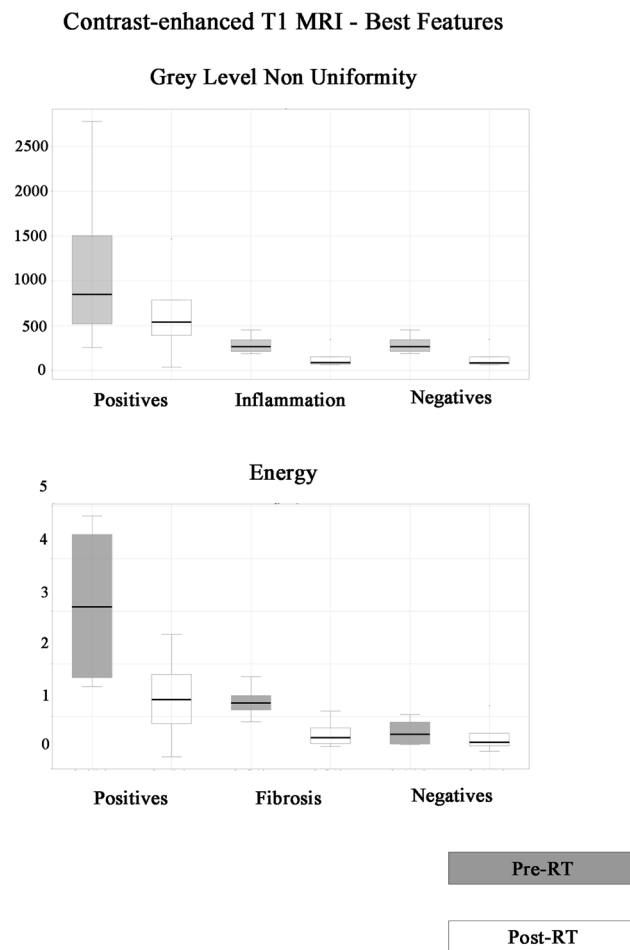 Contrast-enhanced T1 MRI - Best Features
Grey Level Non Uniformity
2500
2000
1500
1000
500
0
Positives Inflammation Negatives
Energy
5
4
3
2
1
0
Positives Fibrosis Negatives
Pre-RT
Post-RT